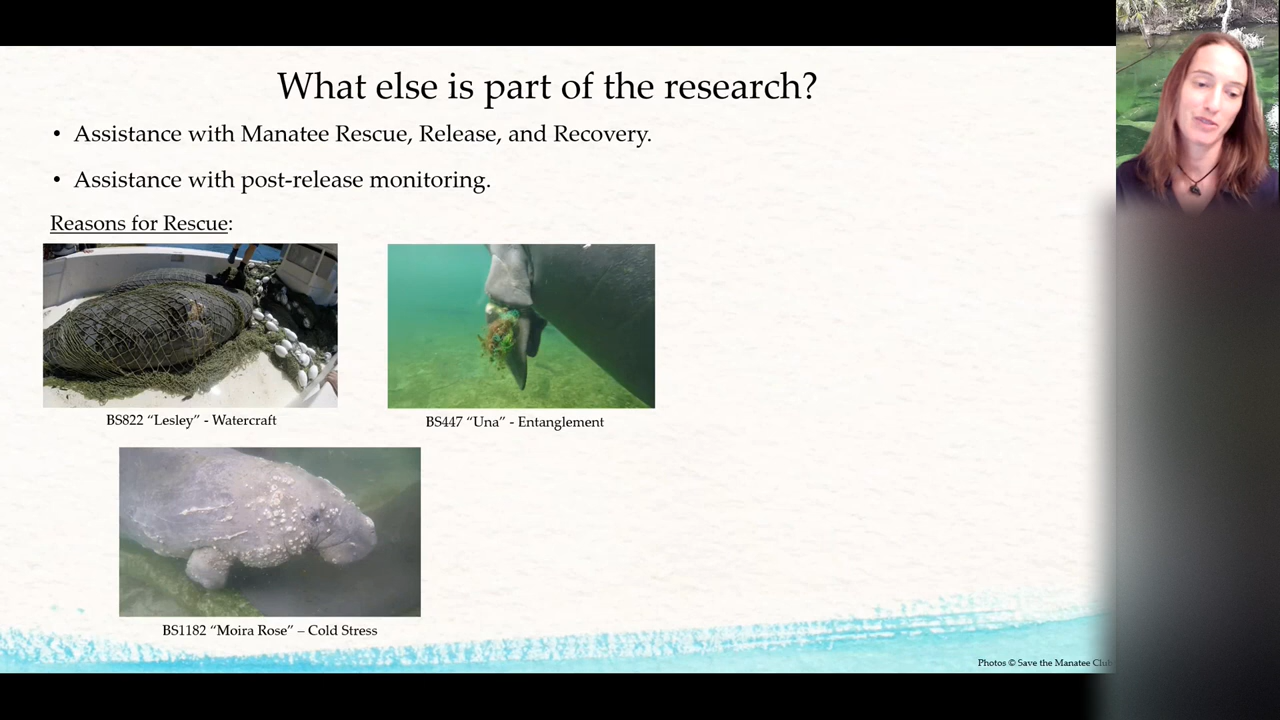 What else is part of the research?
• Assistance with Manatee Rescue, Release, and Recovery.
• Assistance with post-release monitoring.
Reasons for Rescue:
BS822 “Lesley” - Watercraft
BS447 “Una” - Entanglement
BS1182 “Moira Rose” – Cold Stress
Photos © Save the Manatee Club